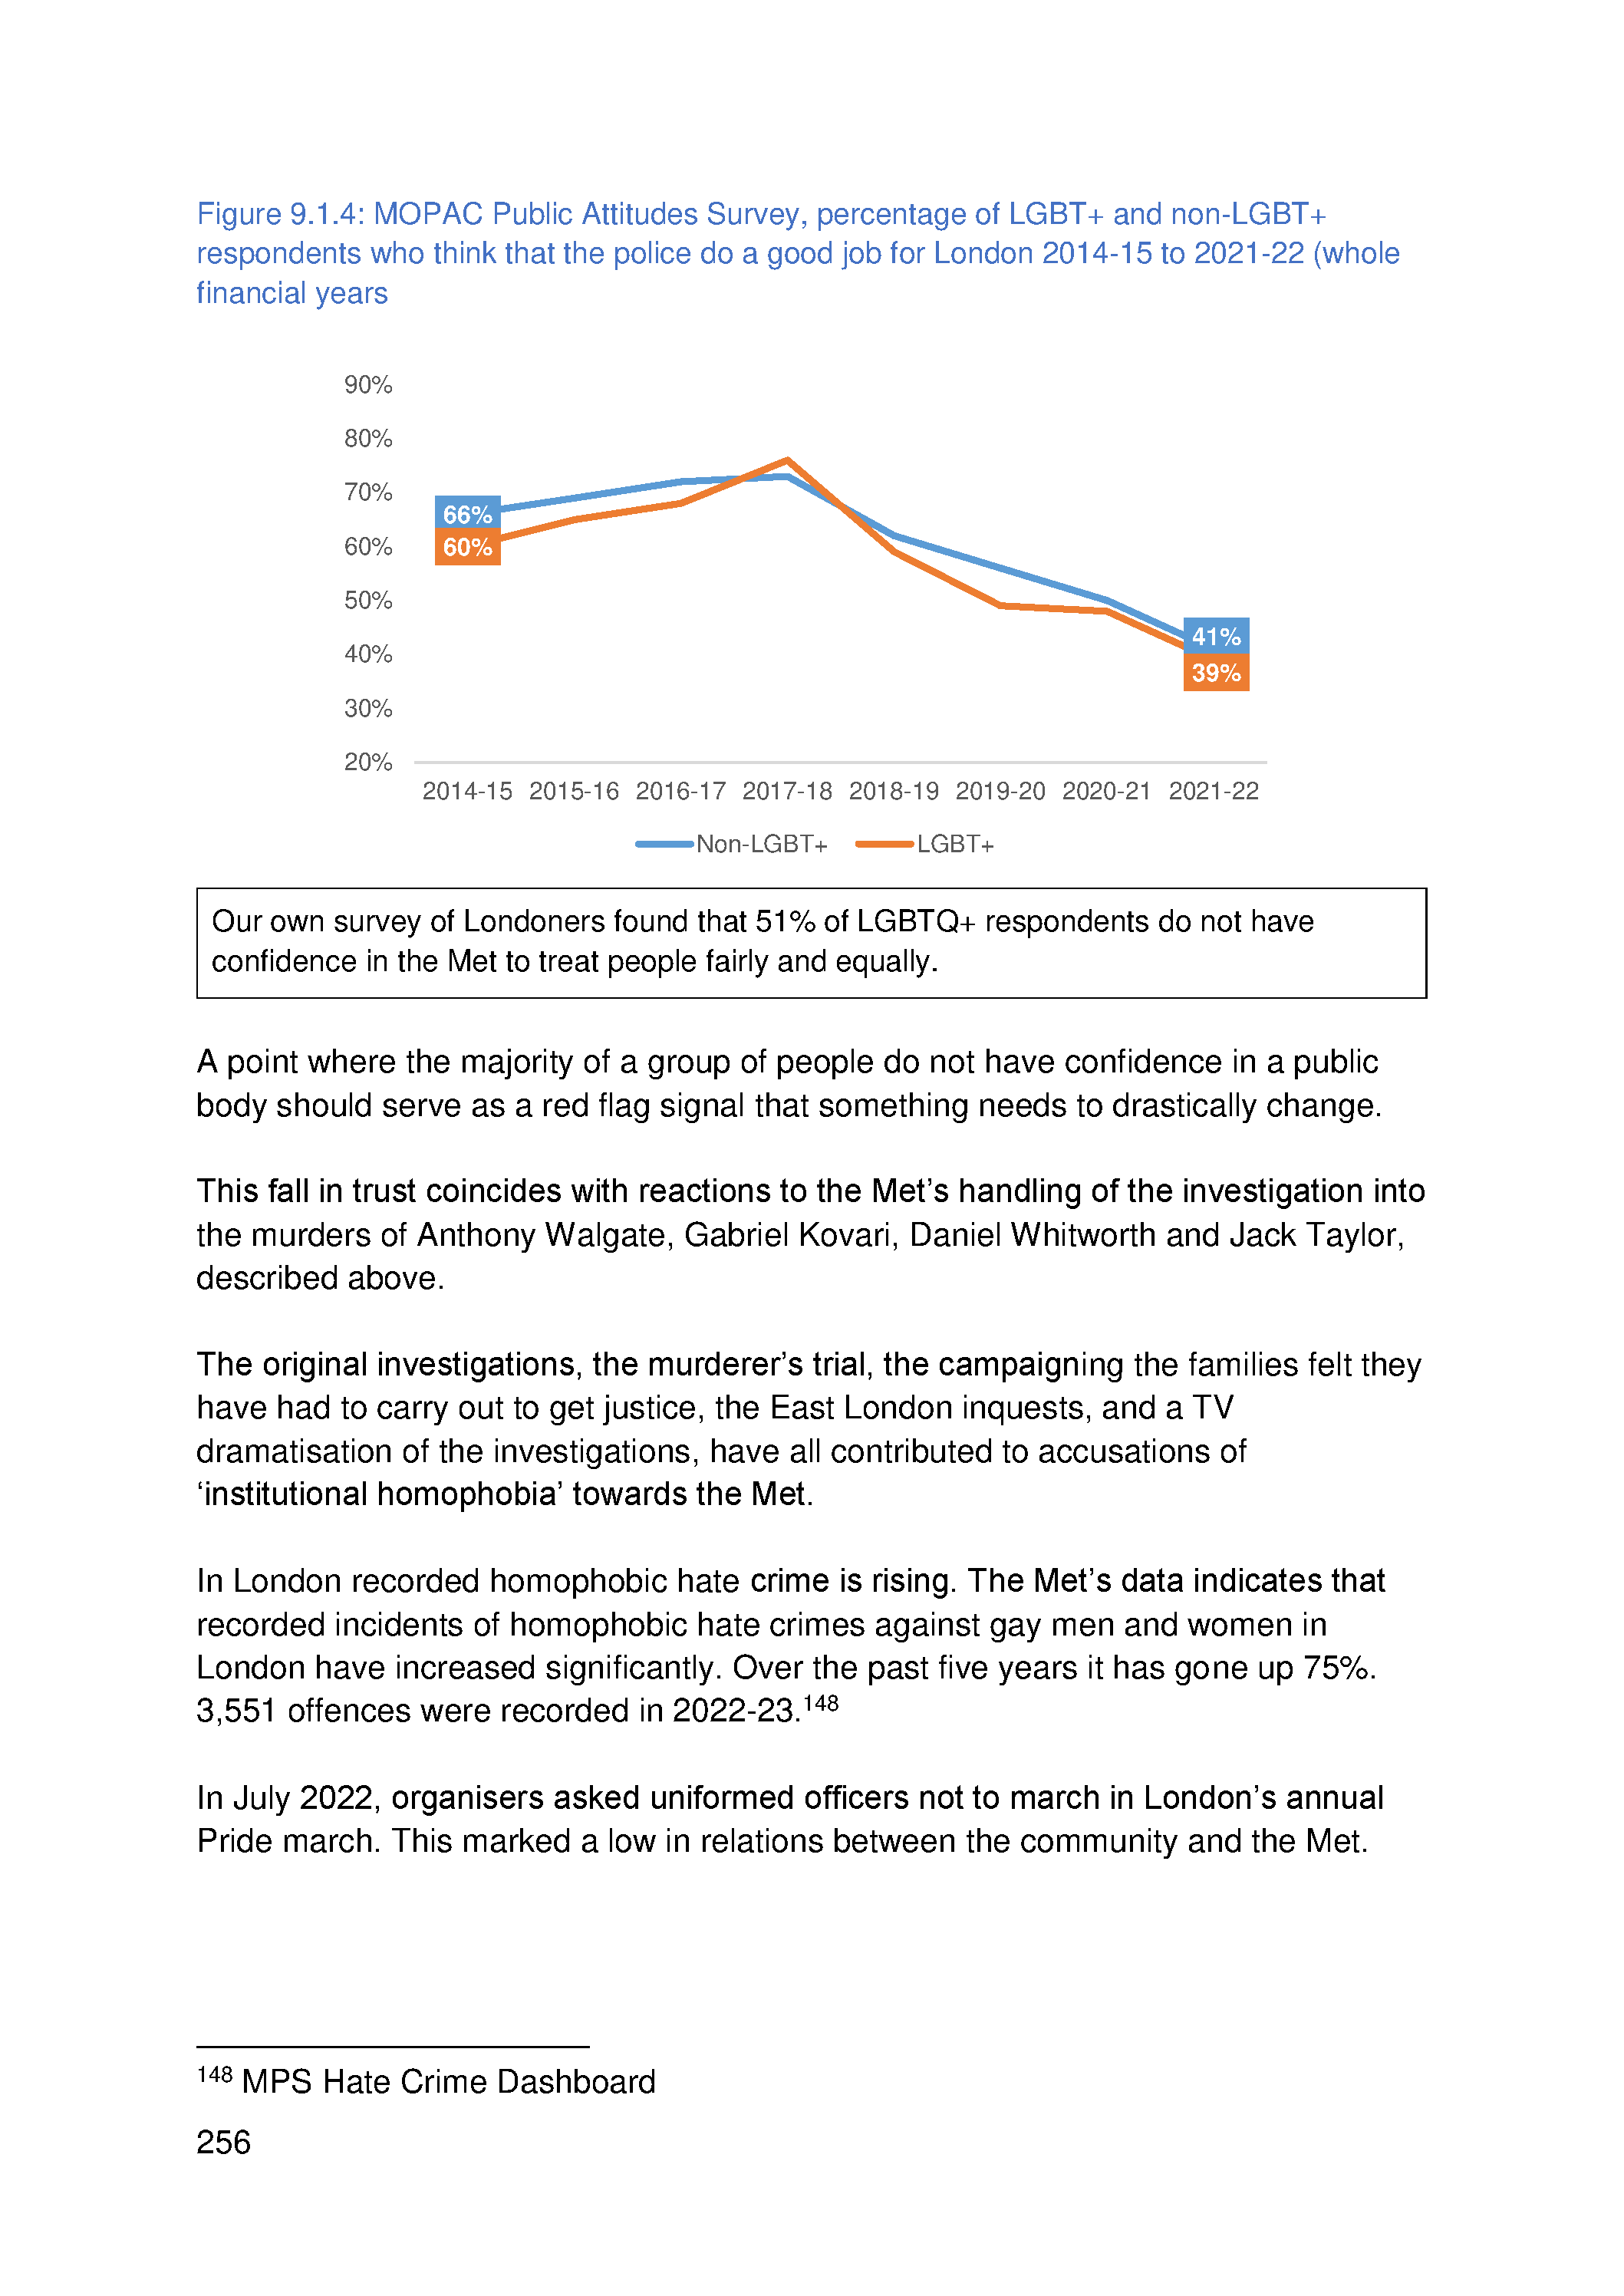 Figure 9.1.4: MOPAC Public Attitudes Survey, percentage of LGBT+ and non-LGBT+
respondents who think that the police do a good job for London 2014-15 to 2021-22 (whole
financial years
90%
80%
70%
60%
50%
40%
30%
20%
66%
60%
41%
39%
2014-15 2015-16 2016-17 2017-18 2018-19 2019-20 2020-21 2021-22
Non-LGBT+ LGBT+
Our own survey of Londoners found that 51% of LGBTQ+ respondents do not have
confidence in the Met to treat people fairly and equally.
A point where the majority of a group of people do not have confidence in a public
body should serve as a red flag signal that something needs to drastically change.
This fall in trust coincides with reactions to the Met’s handling of the investigation into
the murders of Anthony Walgate, Gabriel Kovari, Daniel Whitworth and Jack Taylor,
described above.
The original investigations, the murderer’s trial, the campaigning the families felt they
have had to carry out to get justice, the East London inquests, and a TV
dramatisation of the investigations, have all contributed to accusations of
‘institutional homophobia’ towards the Met.
In London recorded homophobic hate crime is rising. The Met’s data indicates that
recorded incidents of homophobic hate crimes against gay men and women in
London have increased significantly. Over the past five years it has gone up 75%.
3,551 offences were recorded in 2022-23.148
In July 2022, organisers asked uniformed officers not to march in London’s annual
Pride march. This marked a low in relations between the community and the Met.
148 MPS Hate Crime Dashboard
256